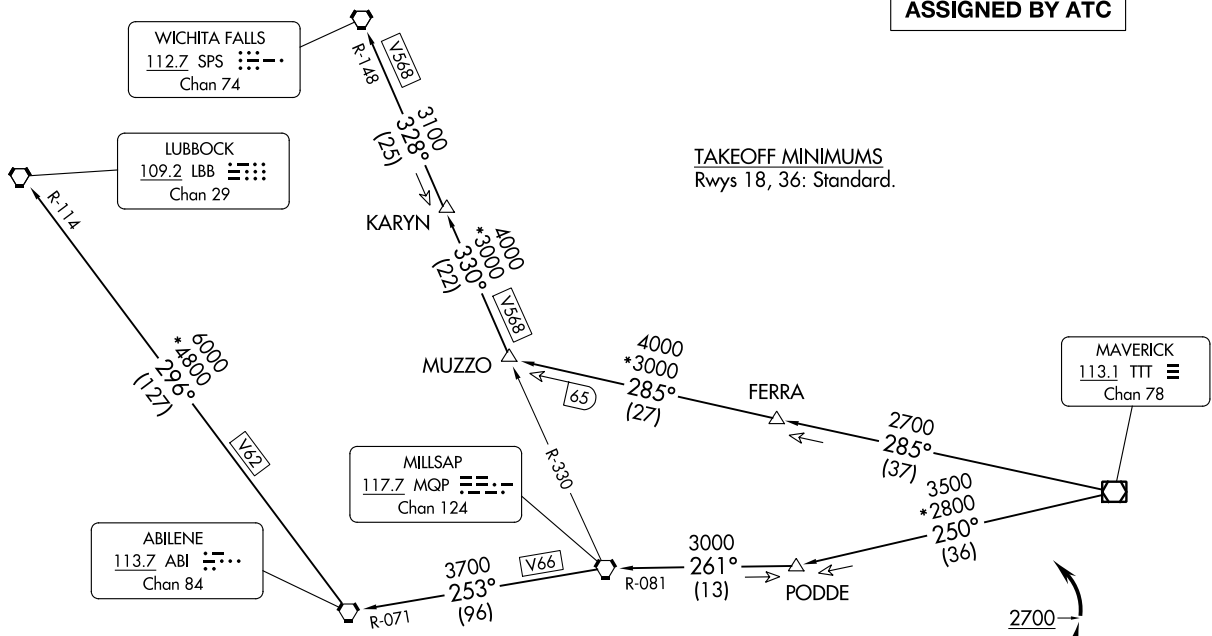 ASSIGNED BY ATC
WICHITA FALLS
112.7 SPS
Chan 74
R-148
V568
3100
328°
(25)
LUBBOCK
109.2 LBB
Chan 29
R-114
TAKEOFF MINIMUMS
Rwys 18, 36: Standard.
KARYN
4000
*3000
330°
(22)
V568
6000
*4800
296°
(127)
V62
MUZZO
4000
*3000
285°
(27)
65
FERRA
MAVERICK
113.1 TTT
Chan 78
2700
285°
(37)
R-330
MILLSAP
117.7 MQP
Chan 124
3500
*2800
250°
(36)
ABILENE
113.7 ABI
Chan 84
3700
253°
(96)
V66
R-071
3000
261°
(13)
R-081
PODDE
2700